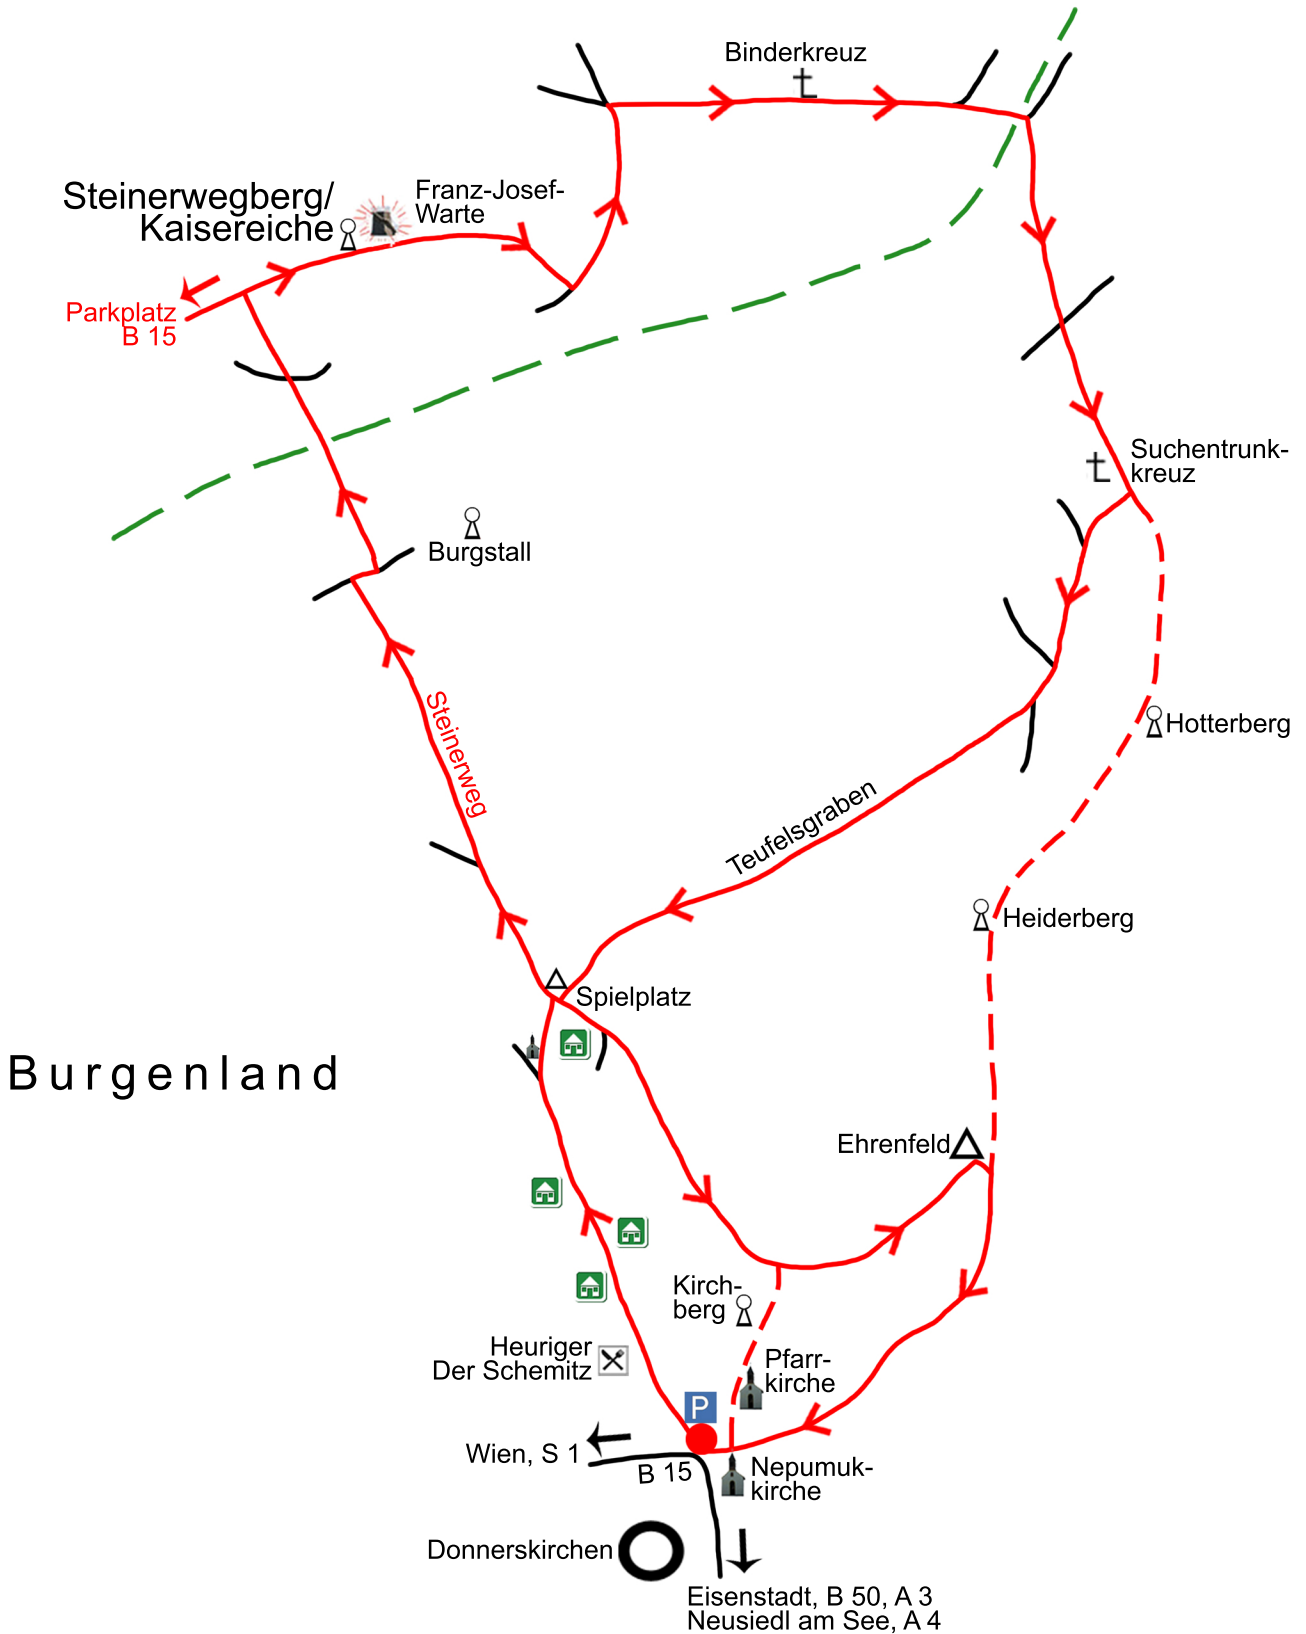 Binderkreuz
Steinerwegberg/
Kaisereiche
Franz-Josef-
Warte
Parkplatz
B 15
Suchentrunk-
kreuz
Burgstall
Steinerweg
Hotterberg
Teufelsgraben
Heiderberg
Spielplatz
Burgenland
Ehrenfeld
Kirch-
berg
Heuriger
Der Schemitz
Pfarr-
kirche
P
Wien, S 1
B 15
Nepumuk-
kirche
Donnerskirchen
Eisenstadt, B 50, A 3
Neusiedl am See, A 4